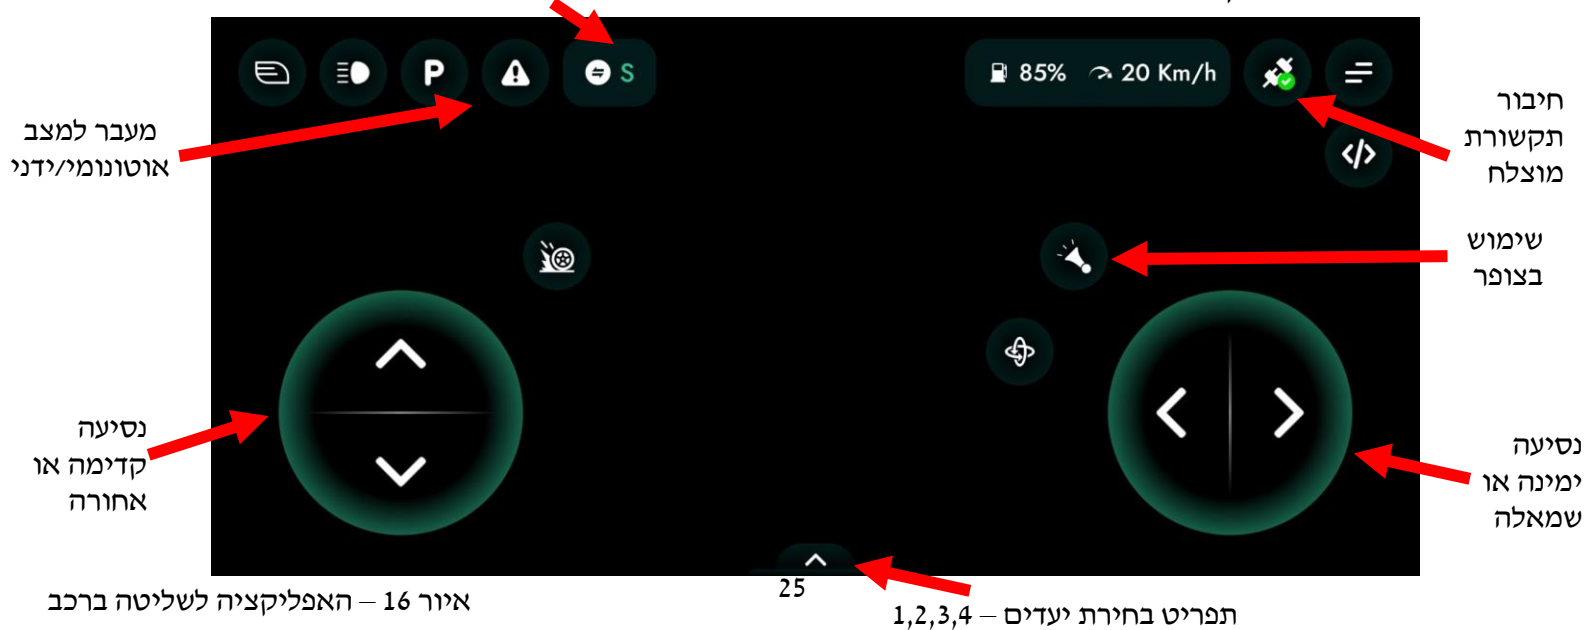 P
S
85%
20 Km/h
</>
חיבור
תקשורת
מוצלח
מעבר למצב
אוטונומי/ידני
שימוש
בצופר
נסיעה
קדימה או
אחורה
נסיעה
ימינה או
שמאלה
25
איור 16 – האפליקציה לשליטה ברכב
תפריט בחירת יעדים – 1,2,3,4